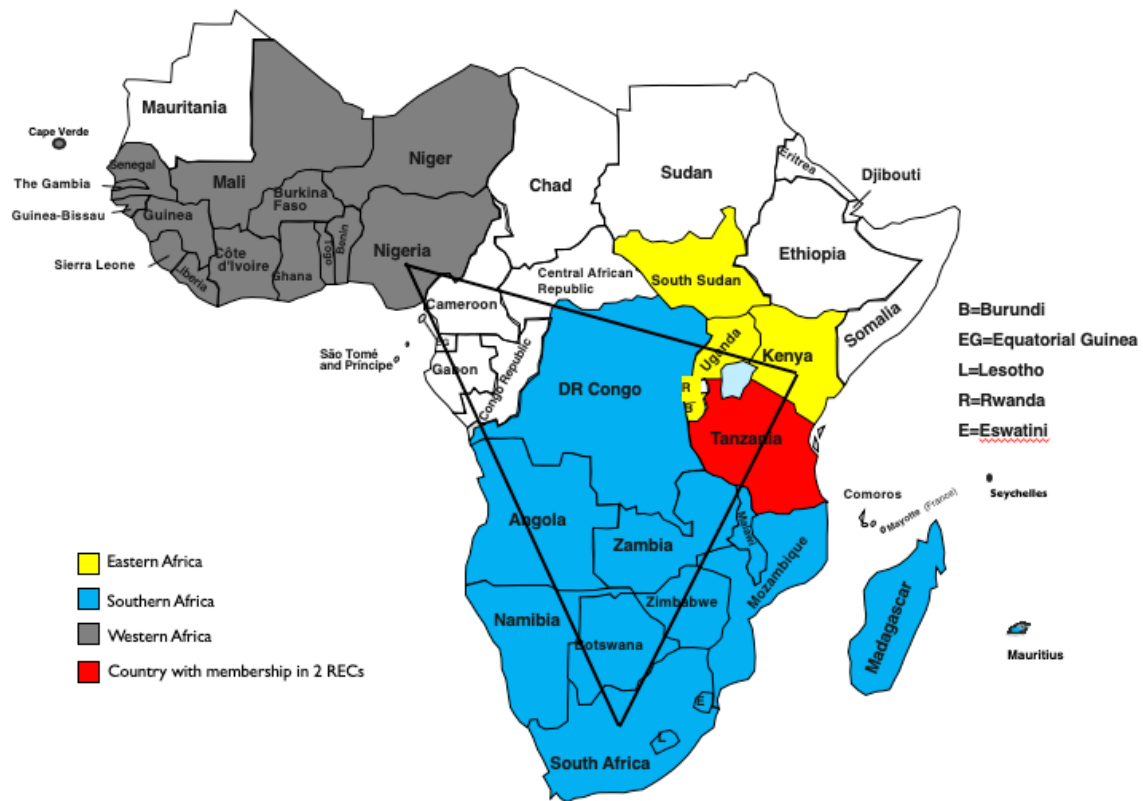 Mauritania
Cape Verde
Senegal
The Gambia
Guinea-Bissau
Guinea
Sierra Leone
Liberia
Mali
Burkina
Faso
Côte
d'Ivoire
Ghana
Togo
Benin
Niger
Nigeria
Chad
Sudan
Eritrea
Djibouti
Ethiopia
Somalia
Central African
Republic
South Sudan
Cameroon
EG
São Tomé
and Príncipe
Gabon
Congo Republic
DR Congo
Uganda
Kenya
R
B
Tanzania
B=Burundi
EG=Equatorial Guinea
L=Lesotho
R=Rwanda
E=Eswatini
Seychelles
Comoros
Mayotte (France)
Angola
Zambia
Malawi
Mozambique
Zimbabwe
Namibia
Botswana
Madagascar
Mauritius
E
L
South Africa
Eastern Africa
Southern Africa
Western Africa
Country with membership in 2 RECs